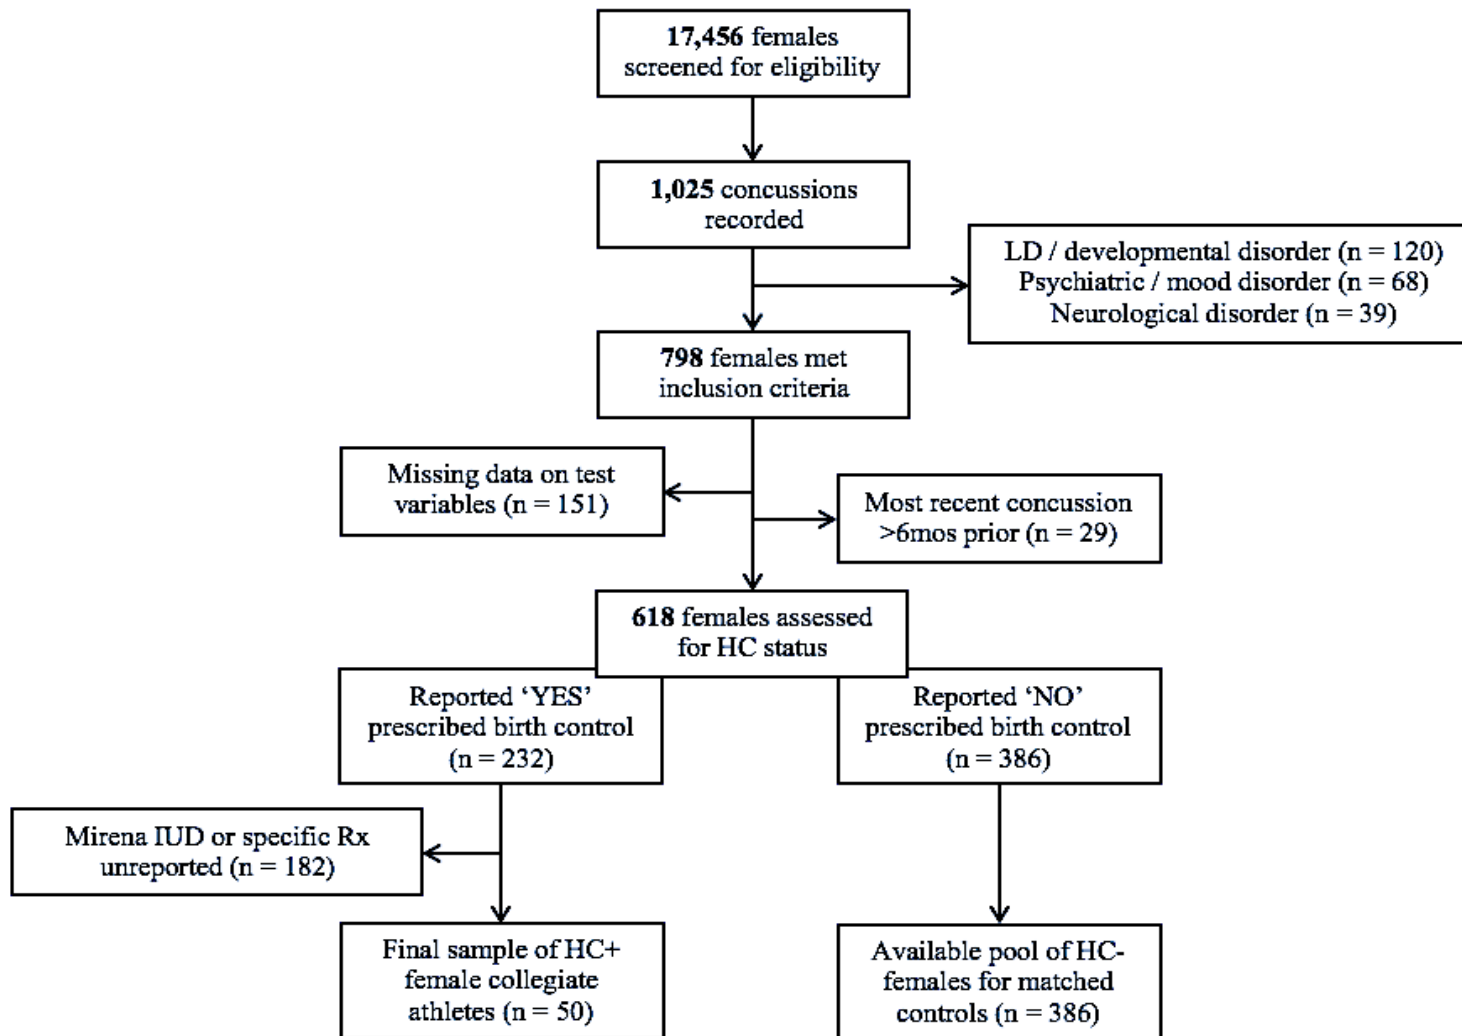 17,456 females
screened for eligibility
1,025 concussions
recorded
LD / developmental disorder (n = 120)
Psychiatric / mood disorder (n = 68)
Neurological disorder (n = 39)
798 females met
inclusion criteria
Missing data on test
variables (n = 151)
Most recent concussion
>6mos prior (n = 29)
618 females assessed
for HC status
Reported ‘YES’
prescribed birth control
(n = 232)
Reported ‘NO’
prescribed birth control
(n = 386)
Mirena IUD or specific Rx
unreported (n = 182)
Final sample of HC+
female collegiate
athletes (n = 50)
Available pool of HC-
females for matched
controls (n = 386)